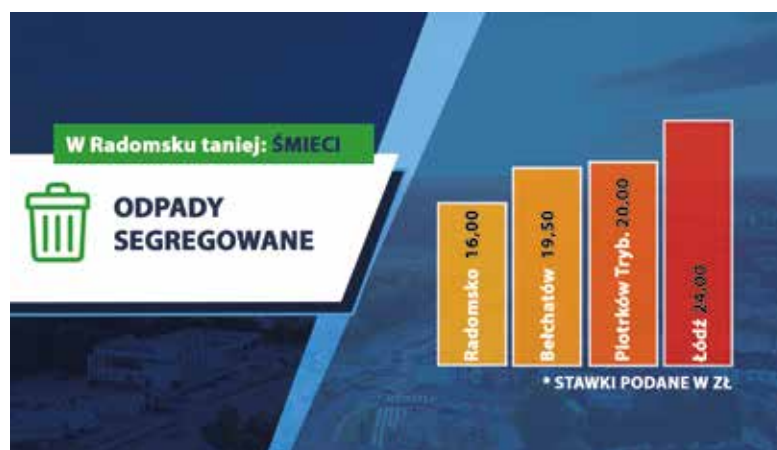 W Radomsku taniej: ŚMIECI
ODPADY
SEGREGOWANE
Radomsko 16,00
Bełchatów 19,50
Piotrków Tryb. 20.00
Łódź 24,00
* STAWKI PODANE W ZŁ